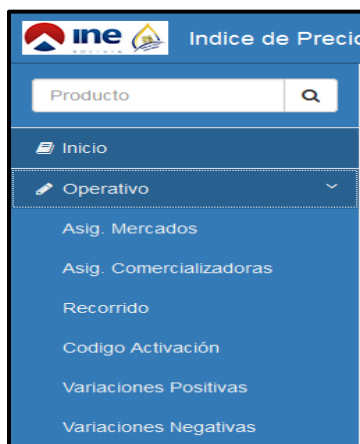 ine Indice de Precio
BOLIVIA
Producto
Inicio
Operativo
Asig. Mercados
Asig. Comercializadoras
Recorrido
Codigo Activación
Variaciones Positivas
Variaciones Negativas